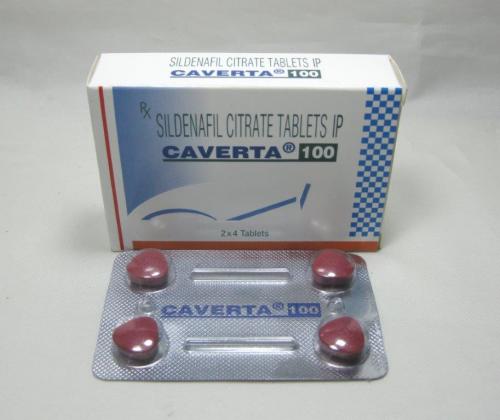 SILDENAFIL CITRATE TABLETS IP
CAVERTA® 100
Rx SILDENAFIL CITRATE TABLETS IP
CAVERTA® 100
2 x 4 Tablets
CAVERTA® 100